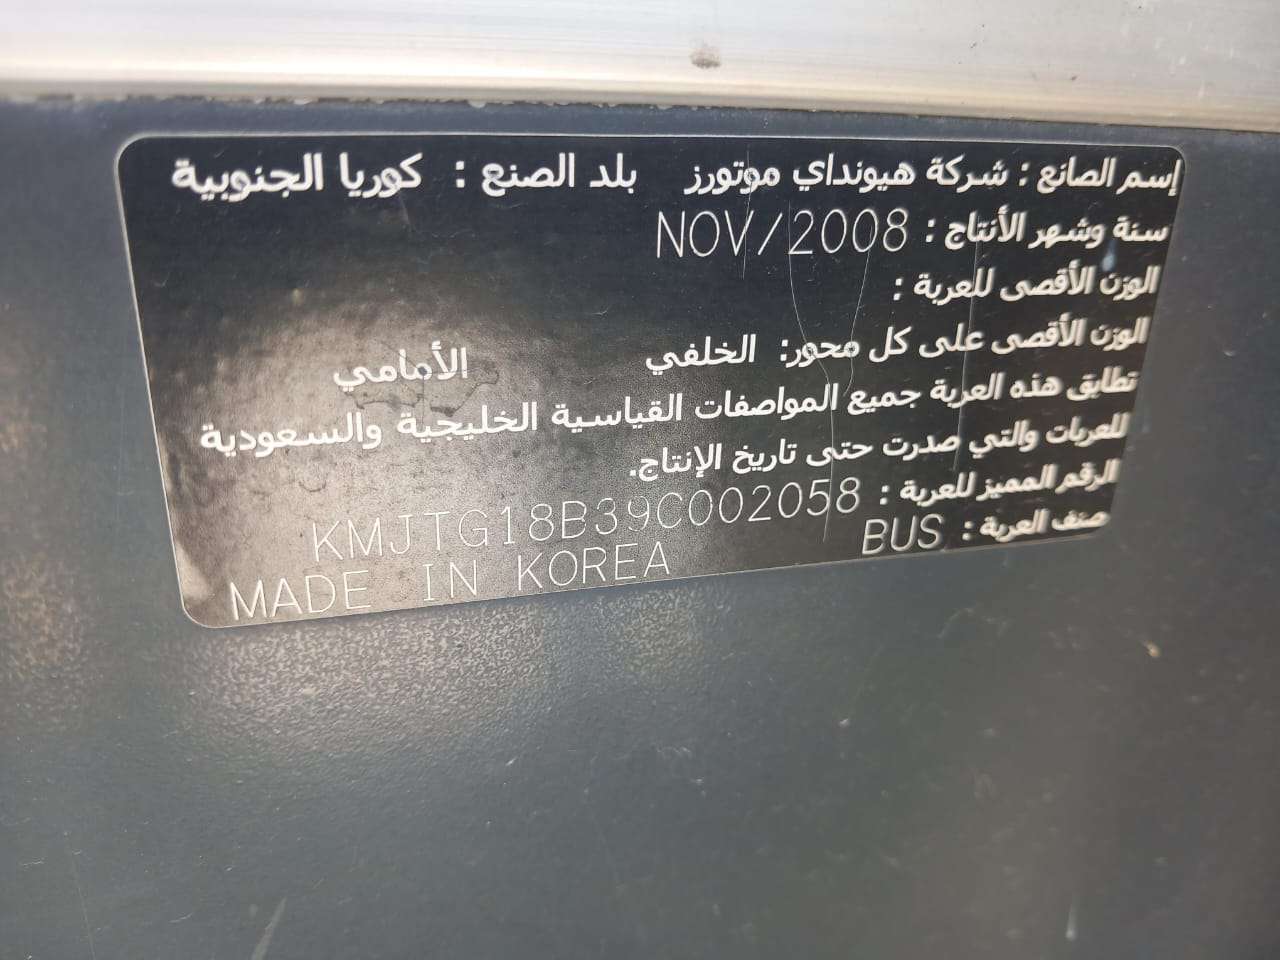 إسم الصانع : شركة هيونداي موتورز بلد الصنع : كوريا الجنوبية
سنة وشهر الأنتاج : NOV/2008
الوزن الأقصى للعربة :
الوزن الأقصى على كل محور: الخلفي الأمامي
تطابق هذه العربة جميع المواصفات القياسية الخليجية والسعودية
للعربات والتي صدرت حتى تاريخ الإنتاج.
الرقم المميز للعربة : KMJTG18B39C002058
صنف العربة : BUS
MADE IN KOREA